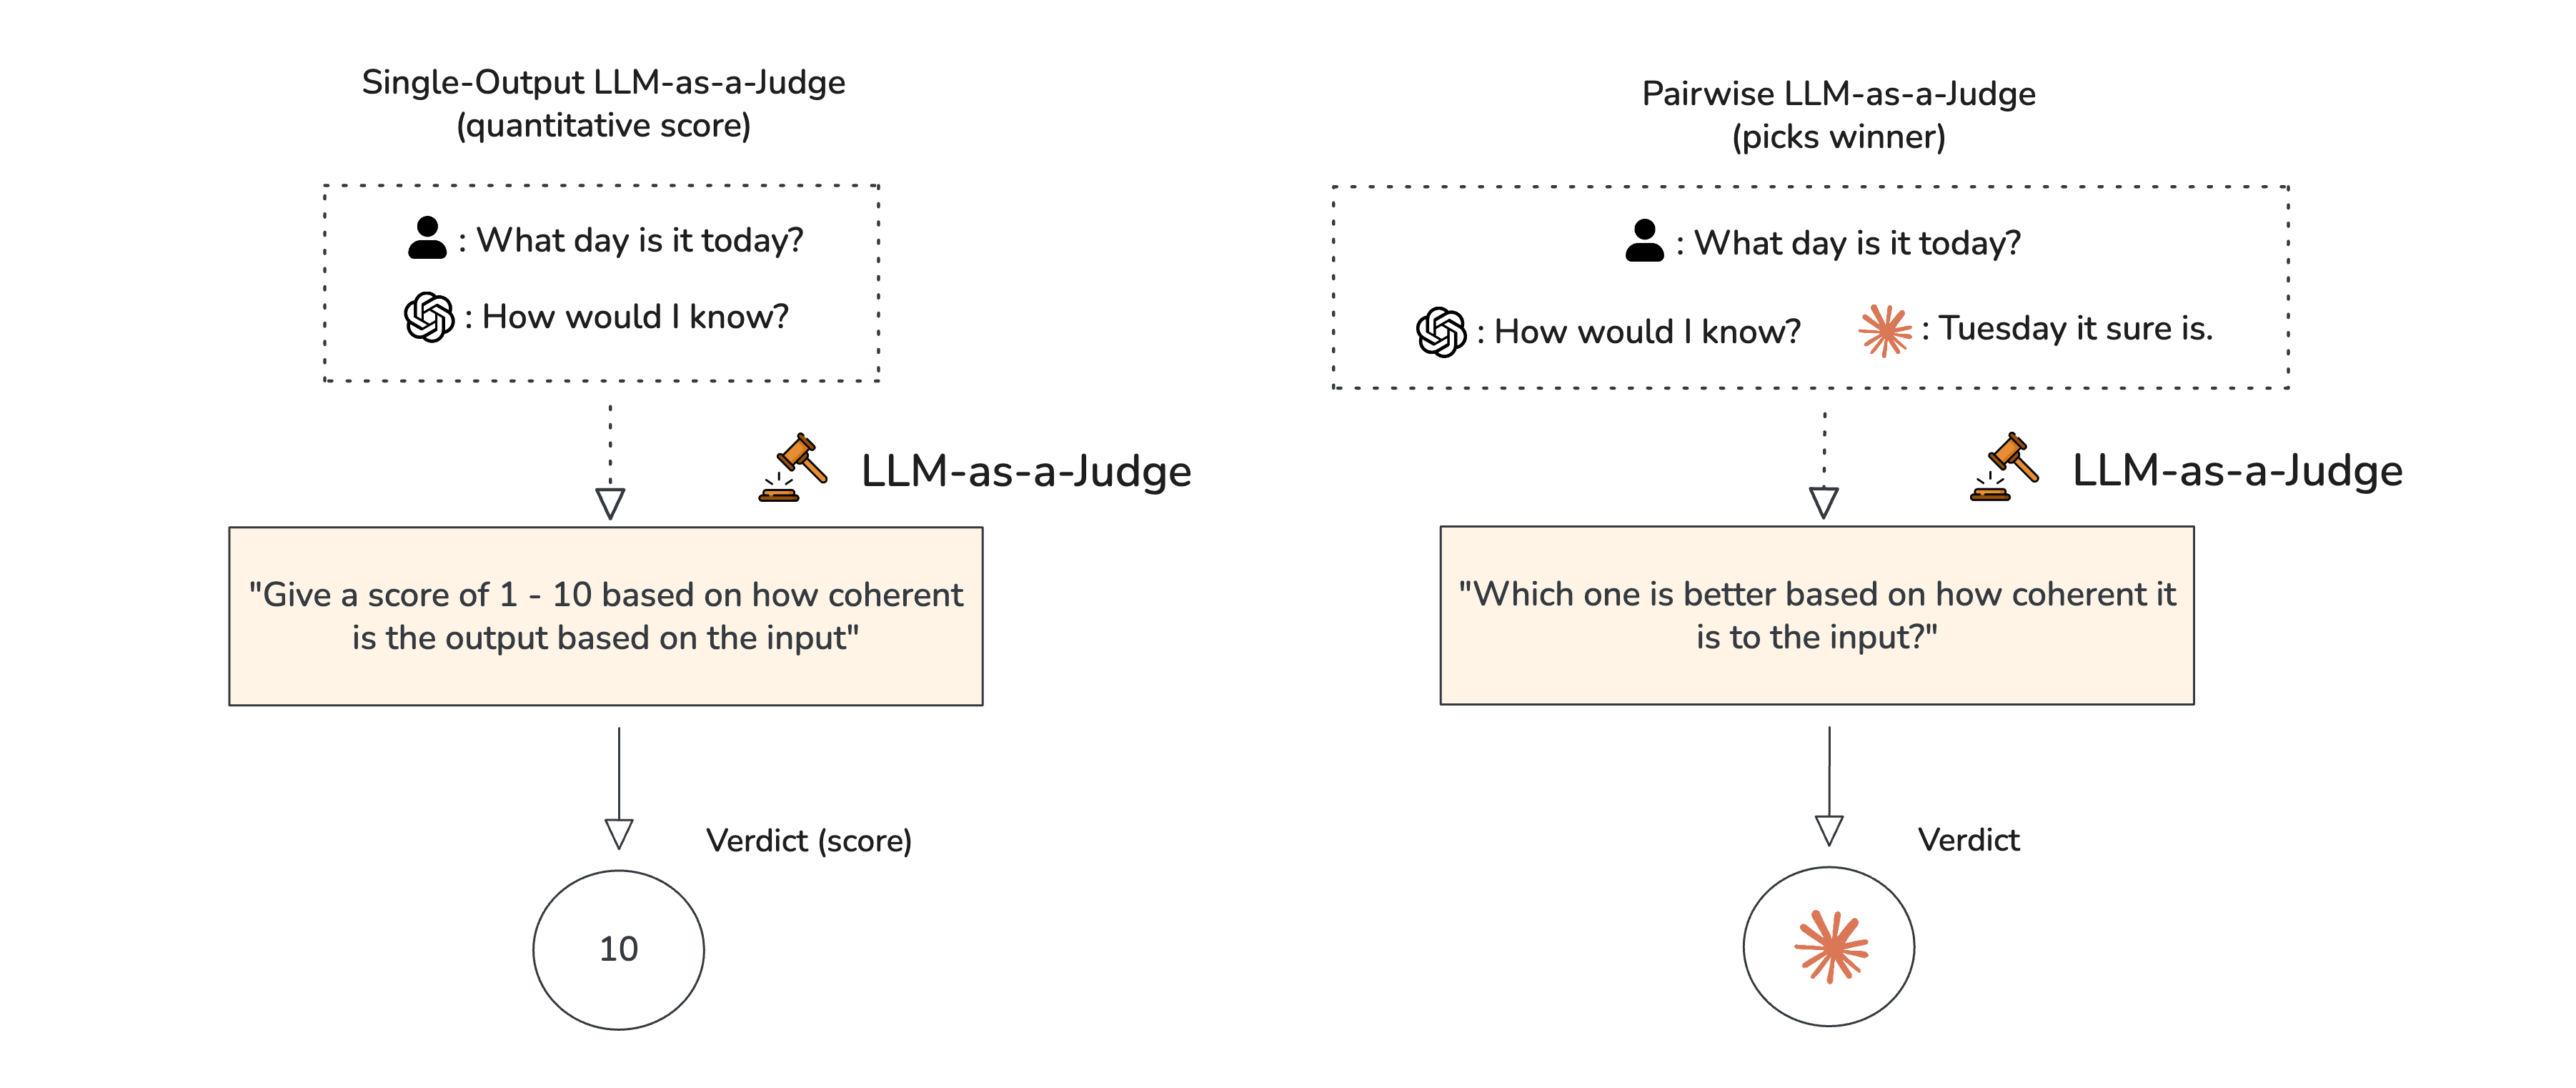 Single-Output LLM-as-a-Judge
(quantitative score)
: What day is it today?
: How would I know?
LLM-as-a-Judge
"Give a score of 1 - 10 based on how coherent
is the output based on the input"
Verdict (score)
10
Pairwise LLM-as-a-Judge
(picks winner)
: What day is it today?
: How would I know?
: Tuesday it sure is.
LLM-as-a-Judge
"Which one is better based on how coherent it
is to the input?"
Verdict